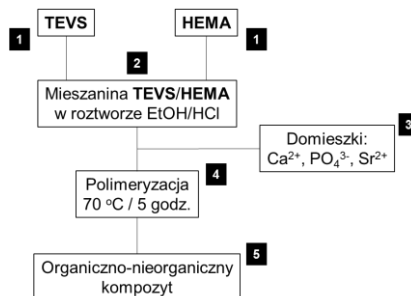 TEVS
HEMA
1
1
2
Mieszanina TEVS/HEMA
w roztworze EtOH/HCl
3
Domieszki:
Ca²⁺, PO₄³⁻, Sr²⁺
4
Polimeryzacja
70 °C / 5 godz.
5
Organiczno-nieorganiczny
kompozyt